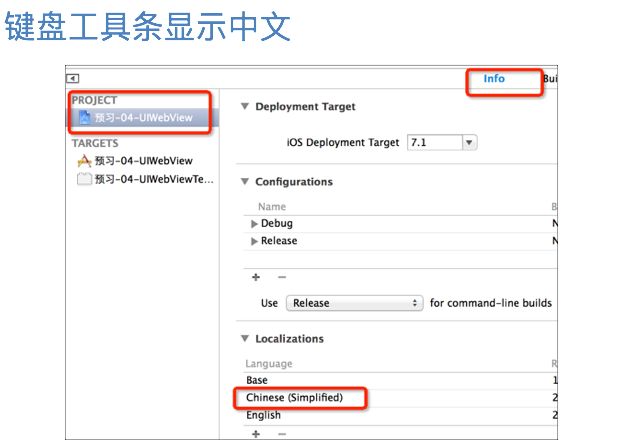 键盘工具条显示中文
Info
Bui
PROJECT
预习-04-UIWebView
TARGETS
预习-04-UIWebView
预习-04-UIWebViewTe...
Deployment Target
iOS Deployment Target 7.1
Configurations
Name B
Debug N
Release N
+ −
Use Release for command-line builds
Localizations
Language R
Base 1
Chinese (Simplified) 2
English 2
+ −